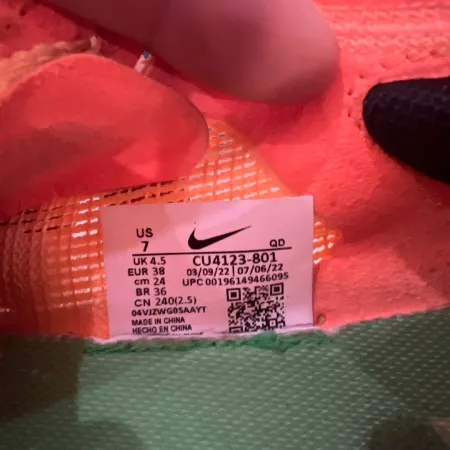 US
7
QD
UK 4.5
CU4123-801
EUR 38
03/09/22 | 07/06/22
cm 24
UPC 00196149466095
BR 36
CN 240(2.5)
04VJZWG05AAYT
MADE IN CHINA
HECHO EN CHINA